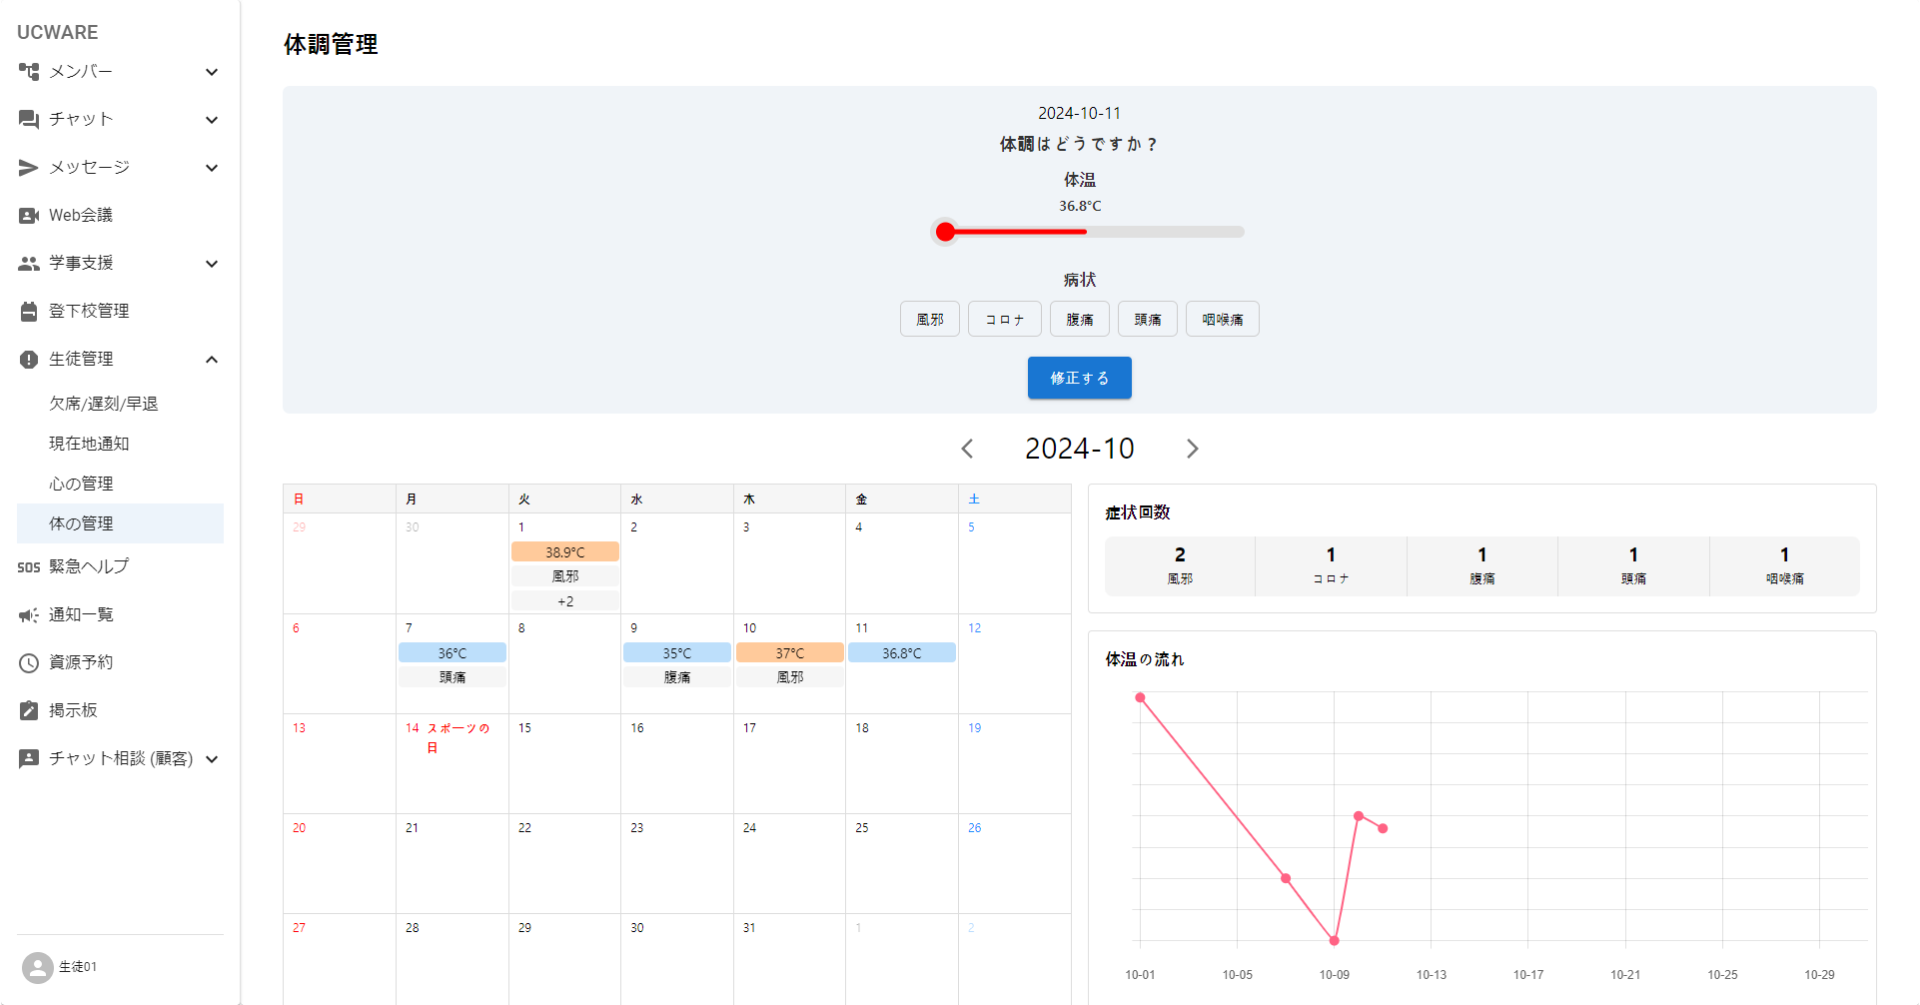 UCWARE
メンバー
チャット
メッセージ
Web会議
学事支援
登下校管理
生徒管理
欠席/遅刻/早退
現在地通知
心の管理
体の管理
SOS 緊急ヘルプ
通知一覧
資源予約
掲示板
チャット相談 (顧客)
生徒01
体調管理
2024-10-11
体調はどうですか？
体温
36.8°C
病状
風邪 コロナ 腹痛 頭痛 咽喉痛
修正する
2024-10
日 月 火 水 木 金 土
29 30 1 2 3 4 5
38.9°C
風邪
+2
6 7 8 9 10 11 12
36°C 35°C 37°C 36.8°C
頭痛 腹痛 風邪
13 14 スポーツの 15 16 17 18 19
日
20 21 22 23 24 25 26
27 28 29 30 31 1 2
症状回数
2 1 1 1 1
風邪 コロナ 腹痛 頭痛 咽喉痛
体温の流れ
10-01 10-05 10-09 10-13 10-17 10-21 10-25 10-29